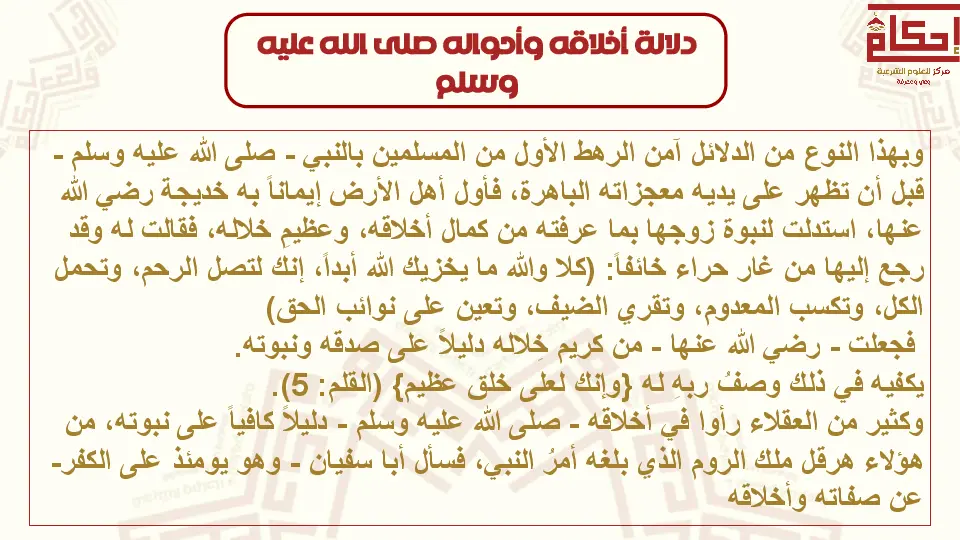 إحكام
مركز للعلوم الشرعية
وعي ومعرفة
دلالة أخلاقه وأحواله صلى الله عليه
وسلم
وبهذا النوع من الدلائل آمن الرهط الأول من المسلمين بالنبي - صلى الله عليه وسلم -
قبل أن تظهر على يديه معجزاته الباهرة، فأول أهل الأرض إيماناً به خديجة رضي الله
عنها، استدلت لنبوة زوجها بما عرفته من كمال أخلاقه، وعظيمِ خلاله، فقالت له وقد
رجع إليها من غار حراء خائفاً: (كلا والله ما يخزيك الله أبداً، إنك لتصل الرحم، وتحمل
الكل، وتكسب المعدوم، وتقري الضيف، وتعين على نوائب الحق)
فجعلت - رضي الله عنها - من كريم خِلاله دليلاً على صدقه ونبوته.
يكفيه في ذلك وصفُ ربهِ له {وإنك لعلى خلق عظيم} (القلم: 5).
وكثير من العقلاء رأوا في أخلاقه - صلى الله عليه وسلم - دليلاً كافياً على نبوته، من
هؤلاء هرقل ملك الروم الذي بلغه أمرُ النبي، فسأل أبا سفيان - وهو يومئذ على الكفر-
عن صفاته وأخلاقه